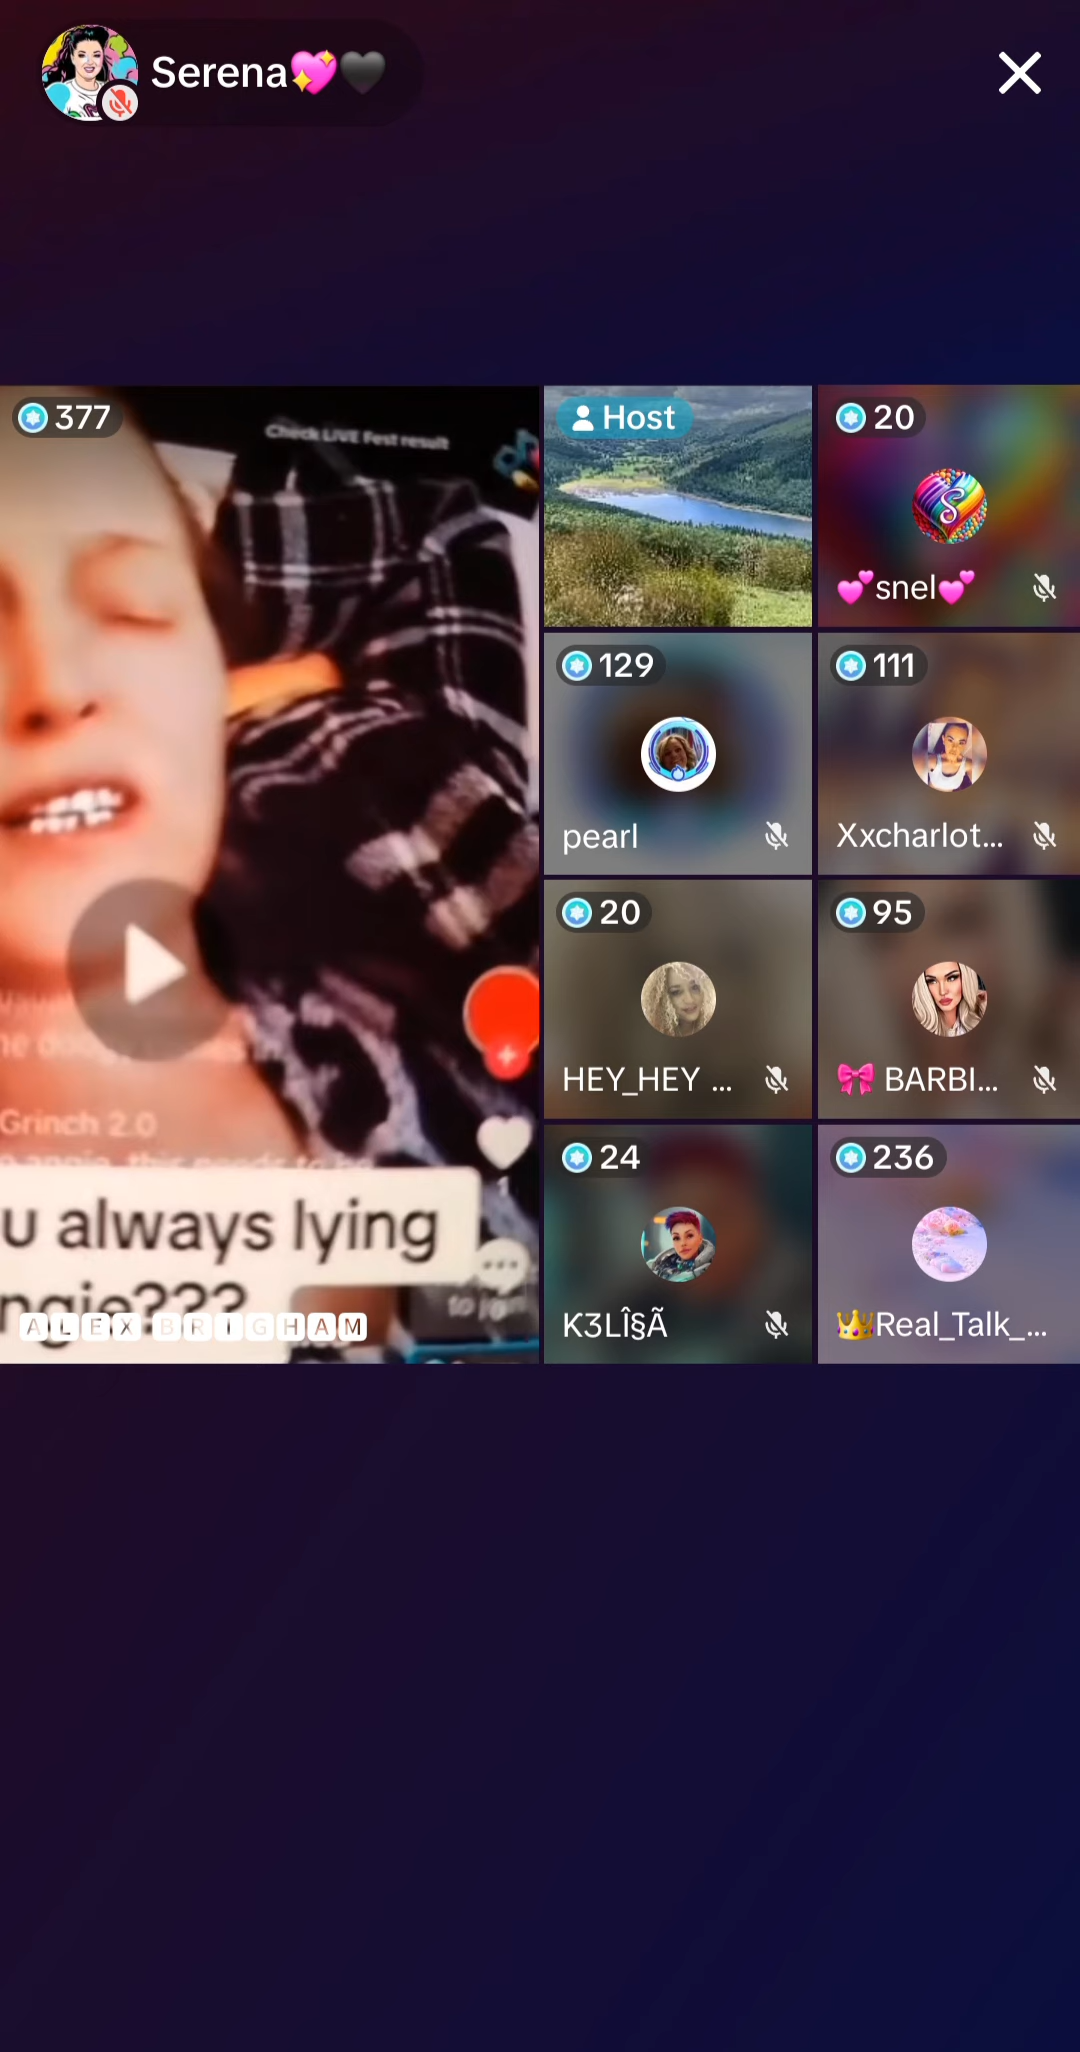 Serena💖🖤
377
Check LIVE Fest result
Grinch 2.0
u always lying
ngie???
ALEX BRIGHAM
Host
20
💕snel💕
129
pearl
111
Xxcharlot...
20
HEY_HEY ...
95
🎀 BARBI...
24
K3LÎ§Ã
236
👑Real_Talk_...